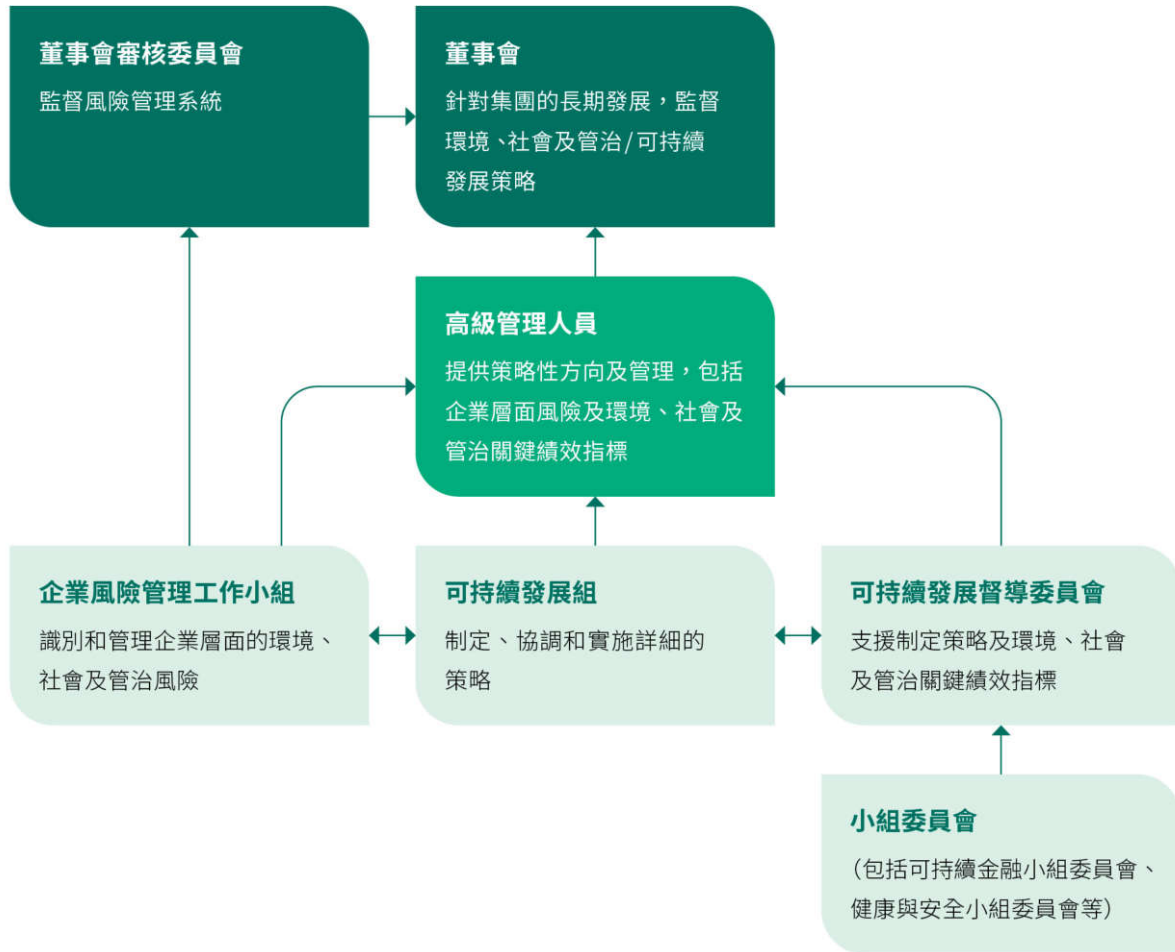 董事會審核委員會
監督風險管理系統
董事會
針對集團的長期發展，監督
環境、社會及管治/可持續
發展策略
高級管理人員
提供策略性方向及管理，包括
企業層面風險及環境、社會及
管治關鍵績效指標
企業風險管理工作小組
識別和管理企業層面的環境、
社會及管治風險
可持續發展組
制定、協調和實施詳細的
策略
可持續發展督導委員會
支援制定策略及環境、社會
及管治關鍵績效指標
小組委員會
（包括可持續金融小組委員會、
健康與安全小組委員會等）